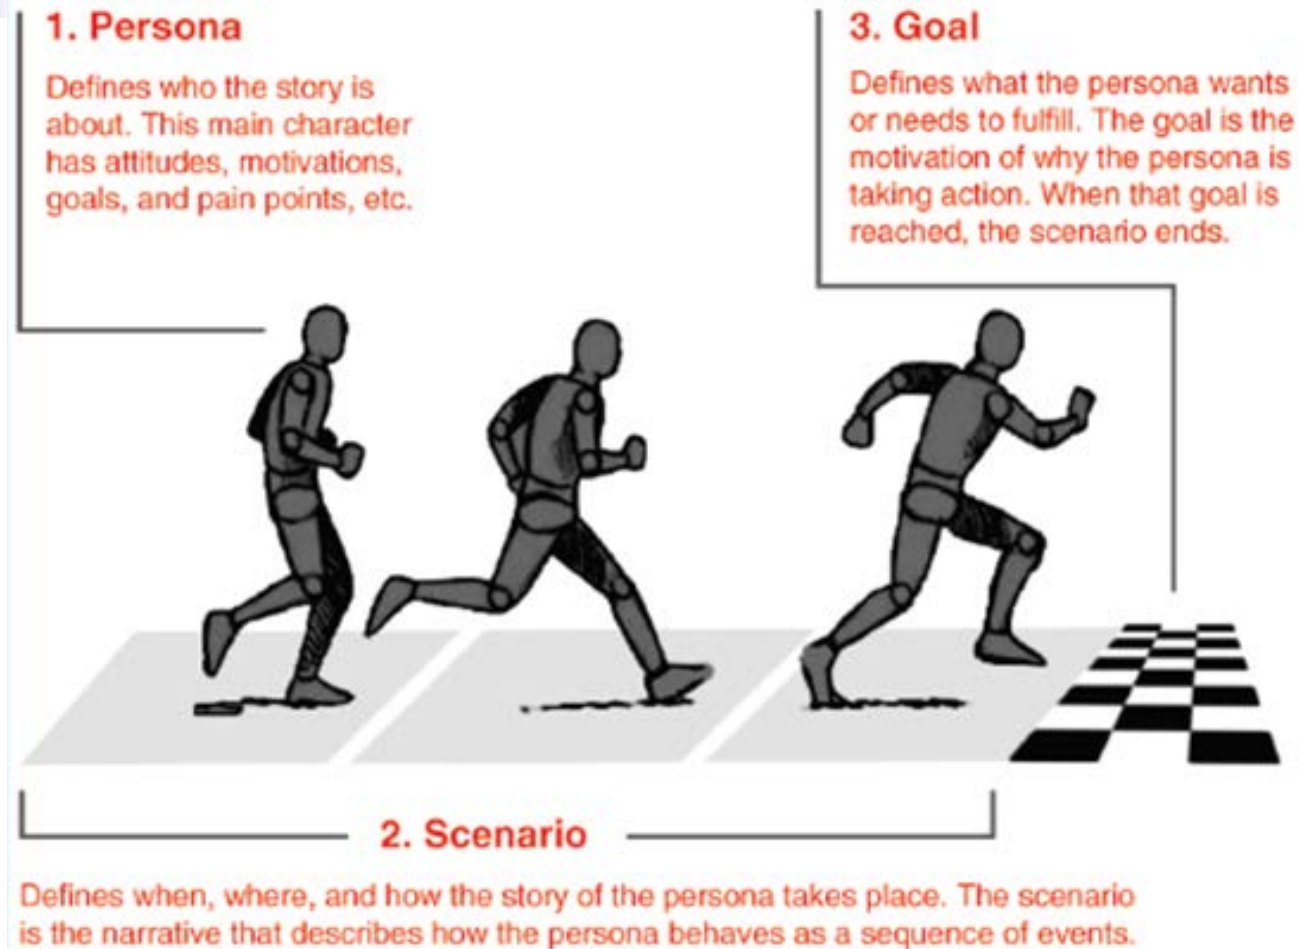 1. Persona
Defines who the story is
about. This main character
has attitudes, motivations,
goals, and pain points, etc.
3. Goal
Defines what the persona wants
or needs to fulfill. The goal is the
motivation of why the persona is
taking action. When that goal is
reached, the scenario ends.
2. Scenario
Defines when, where, and how the story of the persona takes place. The scenario
is the narrative that describes how the persona behaves as a sequence of events.